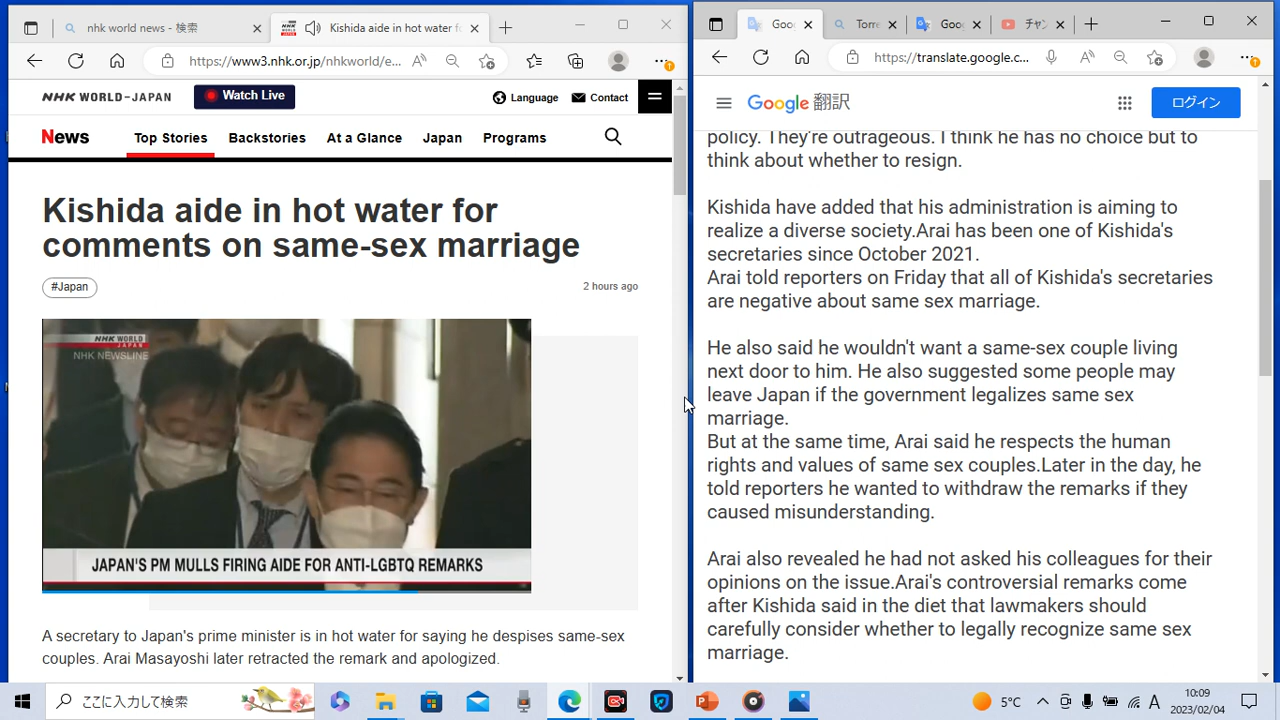 nhk world news - 検索
Kishida aide in hot water f
https://www3.nhk.or.jp/nhkworld/e...
NHK WORLD-JAPAN
Watch Live
Language
Contact
News
Top Stories
Backstories
At a Glance
Japan
Programs
Kishida aide in hot water for
comments on same-sex marriage
#Japan
2 hours ago
NHK WORLD
JAPAN
NHK NEWSLINE
JAPAN'S PM MULLS FIRING AIDE FOR ANTI-LGBTQ REMARKS
A secretary to Japan's prime minister is in hot water for saying he despises same-sex
couples. Arai Masayoshi later retracted the remark and apologized.
Goo
Torre
Goo
チャン
https://translate.google.c...
Google 翻訳
ログイン
policy. They're outrageous. I think he has no choice but to
think about whether to resign.
Kishida have added that his administration is aiming to
realize a diverse society.Arai has been one of Kishida's
secretaries since October 2021.
Arai told reporters on Friday that all of Kishida's secretaries
are negative about same sex marriage.
He also said he wouldn't want a same-sex couple living
next door to him. He also suggested some people may
leave Japan if the government legalizes same sex
marriage.
But at the same time, Arai said he respects the human
rights and values of same sex couples.Later in the day, he
told reporters he wanted to withdraw the remarks if they
caused misunderstanding.
Arai also revealed he had not asked his colleagues for their
opinions on the issue.Arai's controversial remarks come
after Kishida said in the diet that lawmakers should
carefully consider whether to legally recognize same sex
marriage.
ここに入力して検索
5°C
A
10:09
2023/02/04